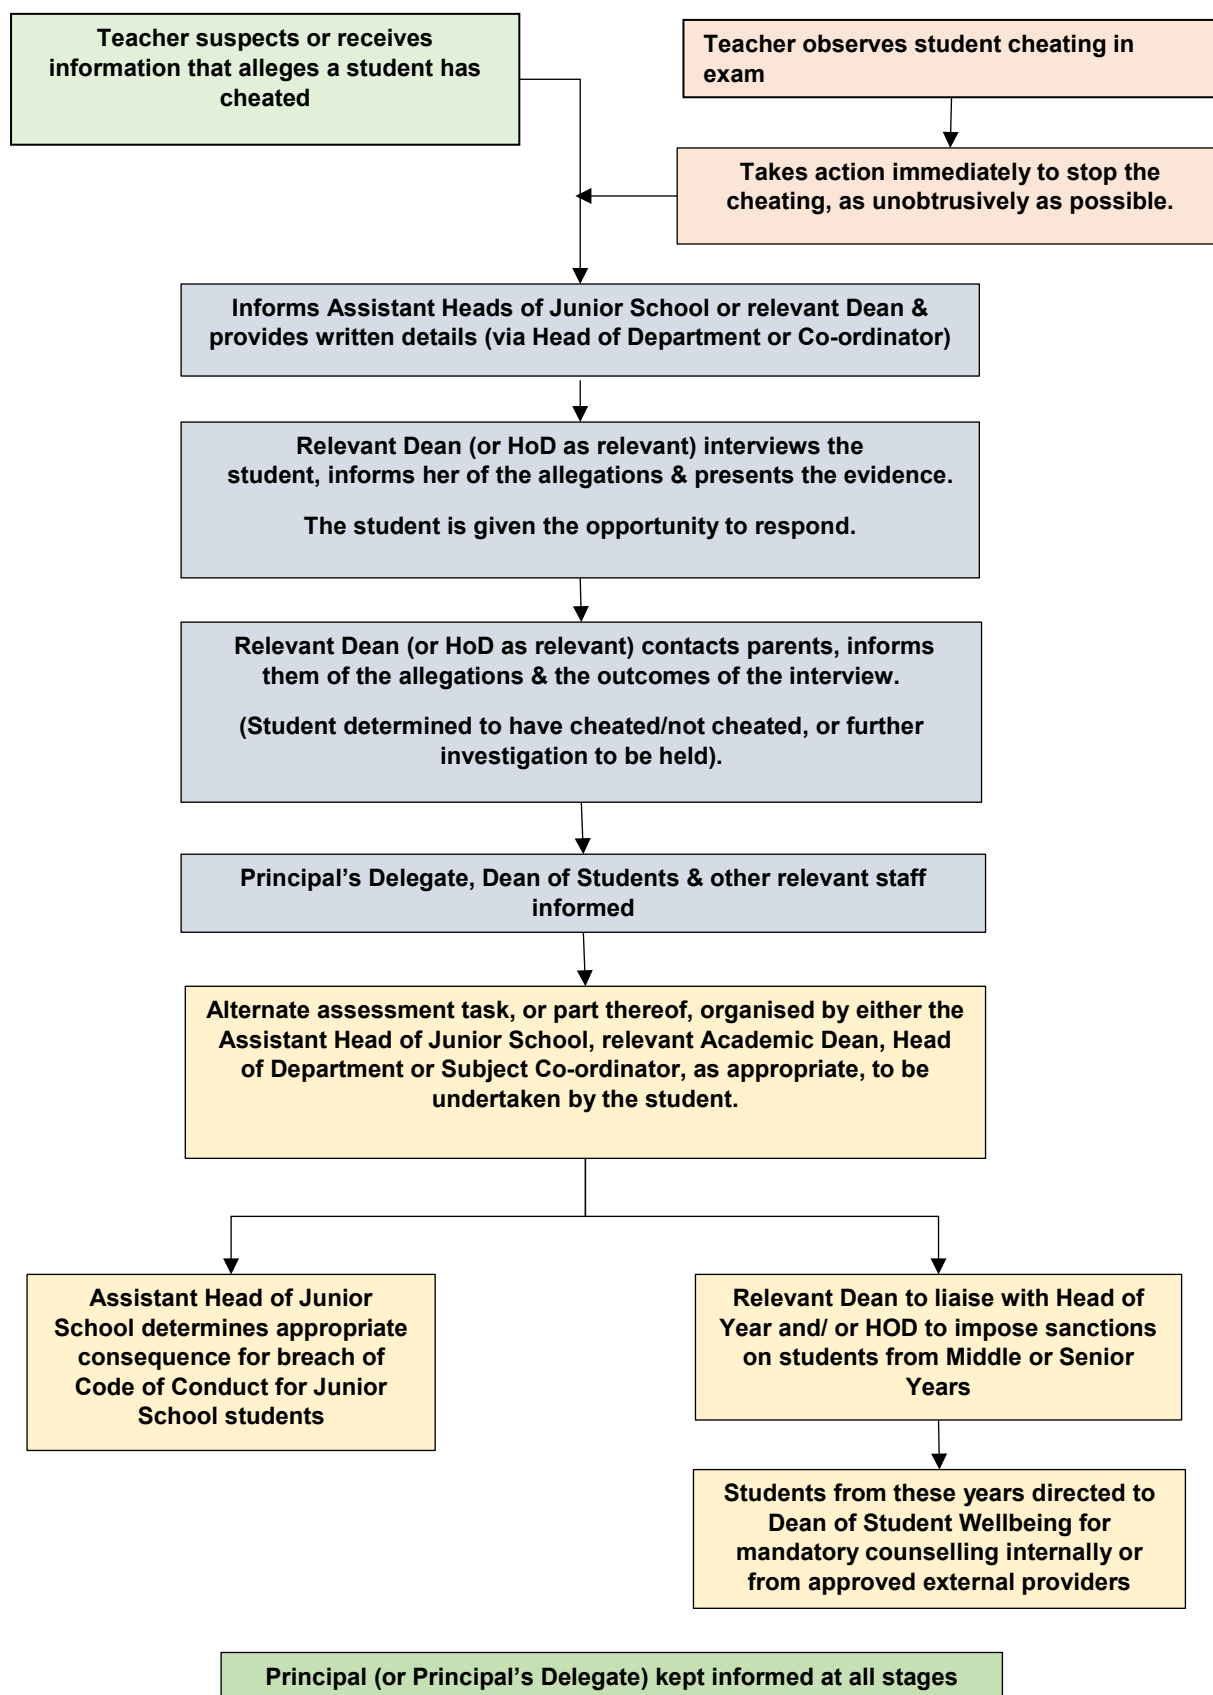 Teacher suspects or receives
information that alleges a student has
cheated
Teacher observes student cheating in
exam
Takes action immediately to stop the
cheating, as unobtrusively as possible.
Informs Assistant Heads of Junior School or relevant Dean &
provides written details (via Head of Department or Co-ordinator)
Relevant Dean (or HoD as relevant) interviews the
student, informs her of the allegations & presents the evidence.
The student is given the opportunity to respond.
Relevant Dean (or HoD as relevant) contacts parents, informs
them of the allegations & the outcomes of the interview.
(Student determined to have cheated/not cheated, or further
investigation to be held).
Principal’s Delegate, Dean of Students & other relevant staff
informed
Alternate assessment task, or part thereof, organised by either the
Assistant Head of Junior School, relevant Academic Dean, Head
of Department or Subject Co-ordinator, as appropriate, to be
undertaken by the student.
Assistant Head of Junior
School determines appropriate
consequence for breach of
Code of Conduct for Junior
School students
Relevant Dean to liaise with Head of
Year and/ or HOD to impose sanctions
on students from Middle or Senior
Years
Students from these years directed to
Dean of Student Wellbeing for
mandatory counselling internally or
from approved external providers
Principal (or Principal’s Delegate) kept informed at all stages